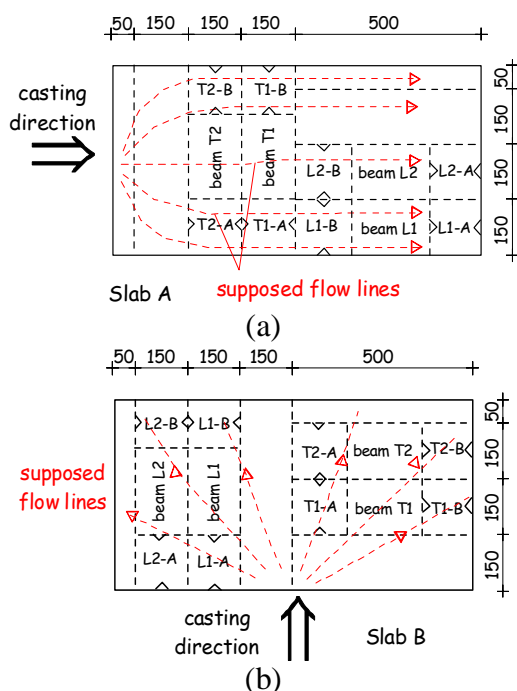 50 150 150 500
casting
direction
T2-B T1-B
beam T2
beam T1
L2-B beam L2 L2-A
T2-A T1-A L1-B beam L1 L1-A
50
150
150
150
Slab A
supposed flow lines
(a)
50 150 150 150 500
L2-B L1-B
beam L2
beam L1
T2-A beam T2 T2-B
T1-A beam T1 T1-B
L2-A L1-A
supposed
flow lines
50
150
150
150
casting
direction
Slab B
(b)